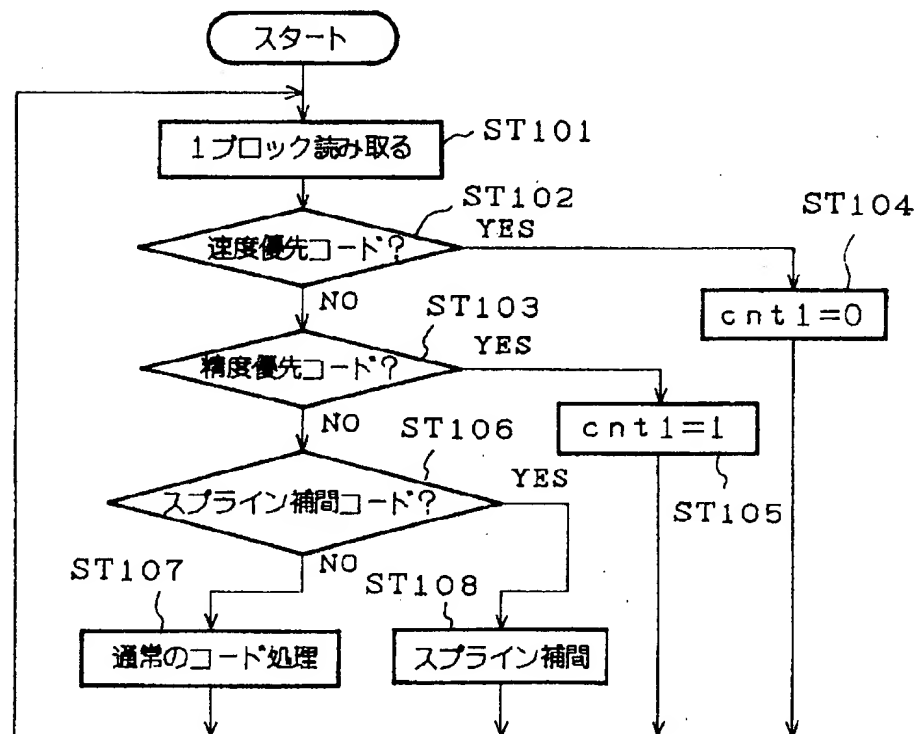 スタート
1ブロック読み取る
ST101
ST102
速度優先コード?
YES
ST104
cnt1=0
NO
ST103
精度優先コード?
YES
cnt1=1
ST105
NO
ST106
スプライン補間コード?
YES
NO
ST107
通常のコード処理
ST108
スプライン補間